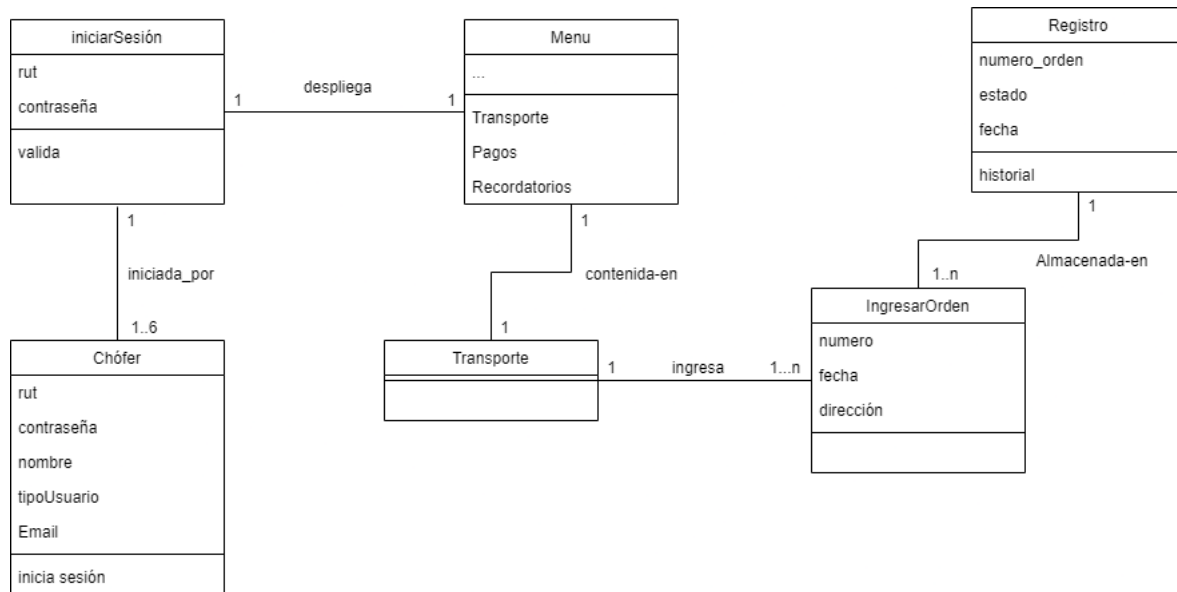 iniciarSesión
rut
contraseña
valida
1
despliega
1
Menu
...
Transporte
Pagos
Recordatorios
Registro
numero_orden
estado
fecha
historial
1
iniciada_por
1..6
1
contenida-en
1
1
Almacenada-en
1..n
Chófer
rut
contraseña
nombre
tipoUsuario
Email
inicia sesión
Transporte
1
ingresa
1...n
IngresarOrden
numero
fecha
dirección